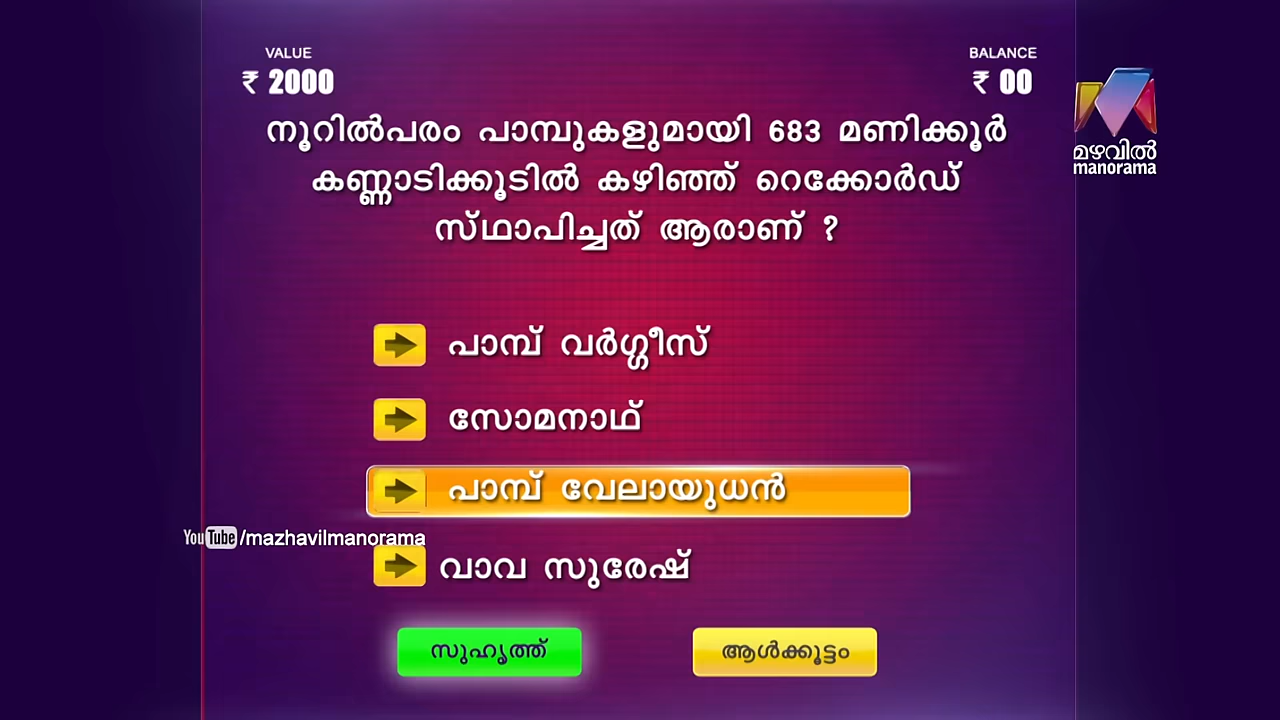 VALUE
₹ 2000
BALANCE
₹ 00
മഴവിൽ
manorama
നൂറിൽപരം പാമ്പുകളുമായി 683 മണിക്കൂർ
കണ്ണാടിക്കൂടിൽ കഴിഞ്ഞ് റെക്കോർഡ്
സ്ഥാപിച്ചത് ആരാണ് ?
പാമ്പ് വർഗ്ഗീസ്
സോമനാഥ്
പാമ്പ് വേലായുധൻ
YouTube/mazhavilmanorama
വാവ സുരേഷ്
സുഹൃത്ത്
ആൾക്കൂട്ടം